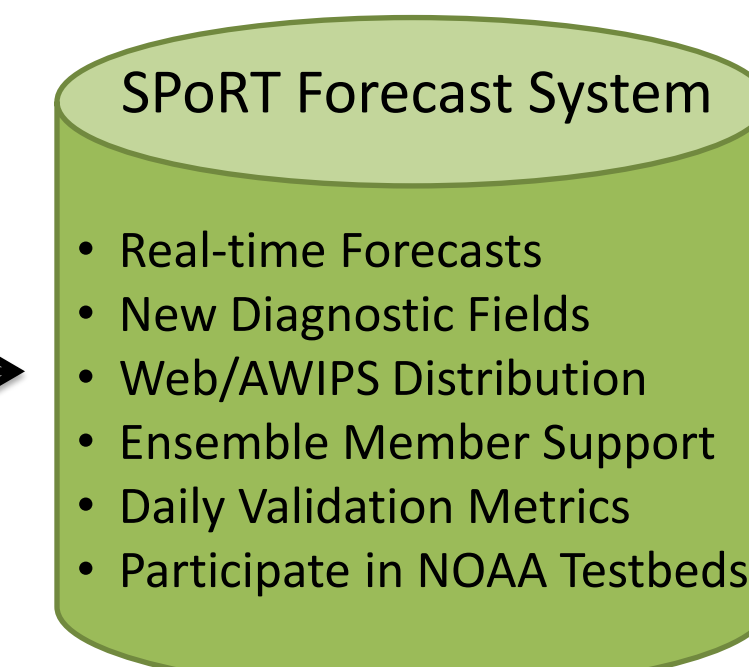 SPoRT Forecast System
• Real-time Forecasts
• New Diagnostic Fields
• Web/AWIPS Distribution
• Ensemble Member Support
• Daily Validation Metrics
• Participate in NOAA Testbeds